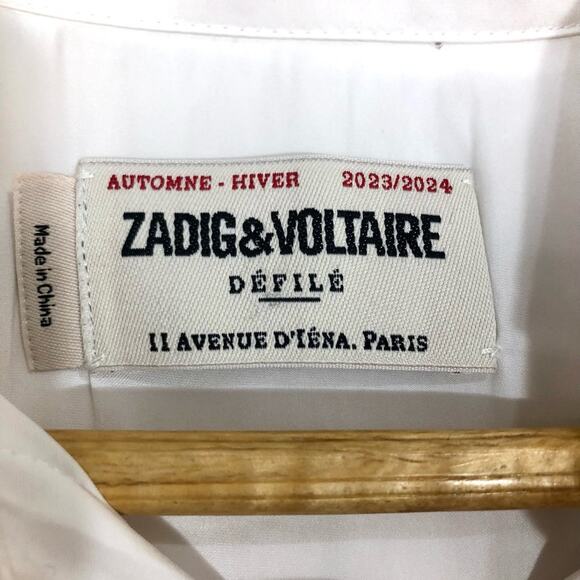 AUTOMNE - HIVER 2023/2024
ZADIG&VOLTAIRE
DÉFILÉ
11 AVENUE D'IÉNA. PARIS
Made in China